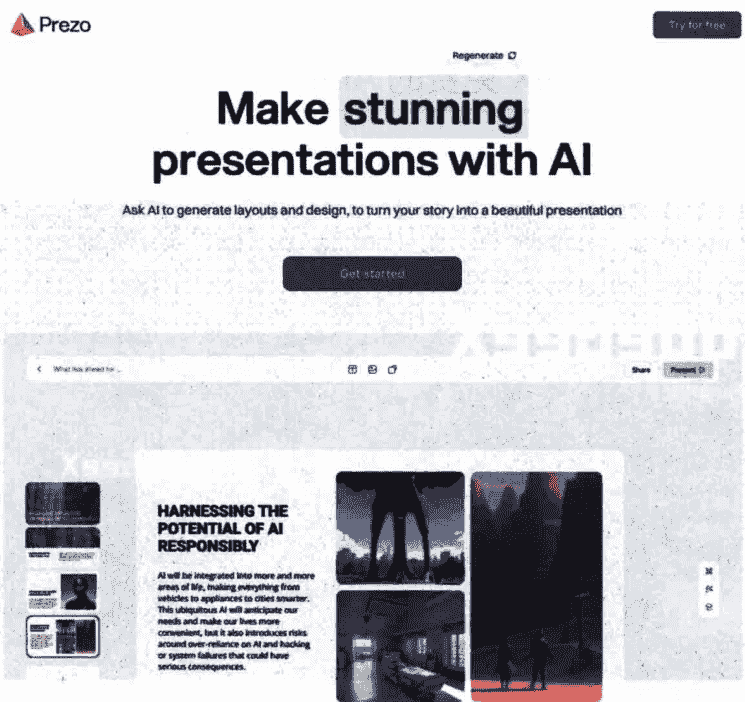 Prezo
Try for free
Regenerate
Make stunning
presentations with AI
Ask AI to generate layouts and design, to turn your story into a beautiful presentation
Get started
What lies ahead for ...
Share
Present
HARNESSING THE
POTENTIAL OF AI
RESPONSIBLY
AI will be integrated into more and more
areas of life, making everything from
vehicles to appliances to cities smarter.
This ubiquitous AI will anticipate our
needs and make our lives more
convenient, but it also introduces risks
around over-reliance on AI and hacking
or system failures that could have
serious consequences.